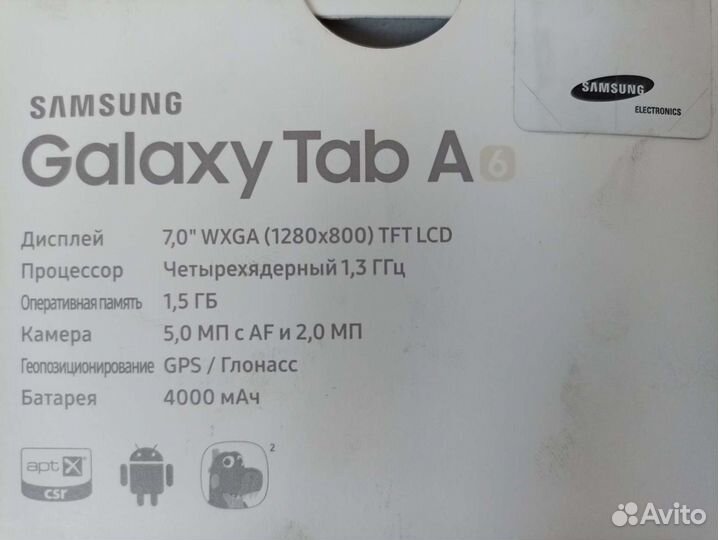 SAMSUNG
ELECTRONICS
SAMSUNG
Galaxy Tab A6
Дисплей 7,0" WXGA (1280x800) TFT LCD
Процессор Четырехядерный 1,3 ГГц
Оперативная память 1,5 ГБ
Камера 5,0 МП с AF и 2,0 МП
Геопозиционирование GPS / Глонасс
Батарея 4000 мАч
aptX
csr
2
Avito